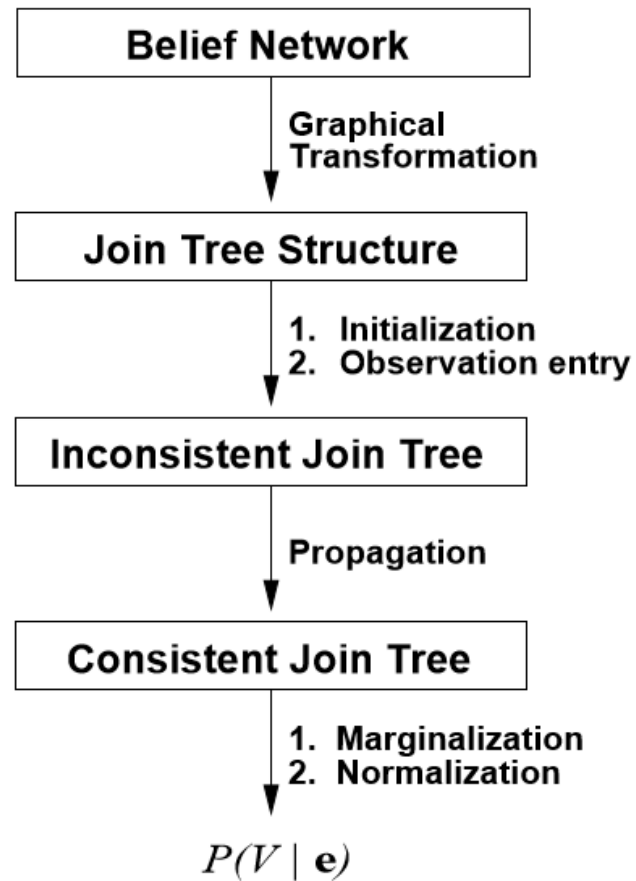 Belief Network
Graphical
Transformation
Join Tree Structure
1. Initialization
2. Observation entry
Inconsistent Join Tree
Propagation
Consistent Join Tree
1. Marginalization
2. Normalization
P(V | e)